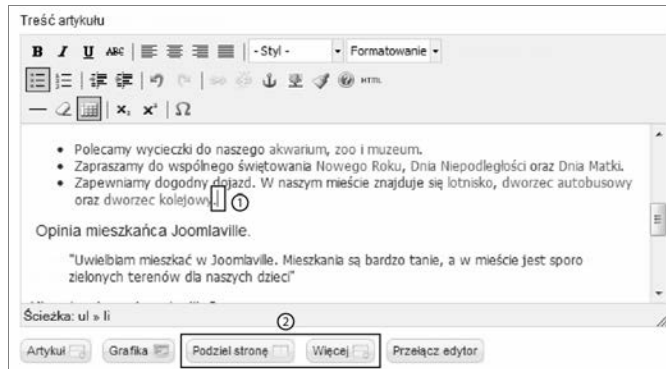 Treść artykułu
B I U ABC - Styl - Formatowanie
HTML
x₂ x² Ω
Polecamy wycieczki do naszego akwarium, zoo i muzeum.
Zapraszamy do wspólnego świętowania Nowego Roku, Dnia Niepodległości oraz Dnia Matki.
Zapewniamy dogodny dojazd. W naszym mieście znajduje się lotnisko, dworzec autobusowy
oraz dworzec kolejowy. 1
Opinia mieszkańca Joomlaville.
"Uwielbiam mieszkać w Joomlaville. Mieszkania są bardzo tanie, a w mieście jest sporo
zielonych terenów dla naszych dzieci"
Ścieżka: ul » li
2
Artykuł Grafika Podziel stronę Więcej Przełącz edytor